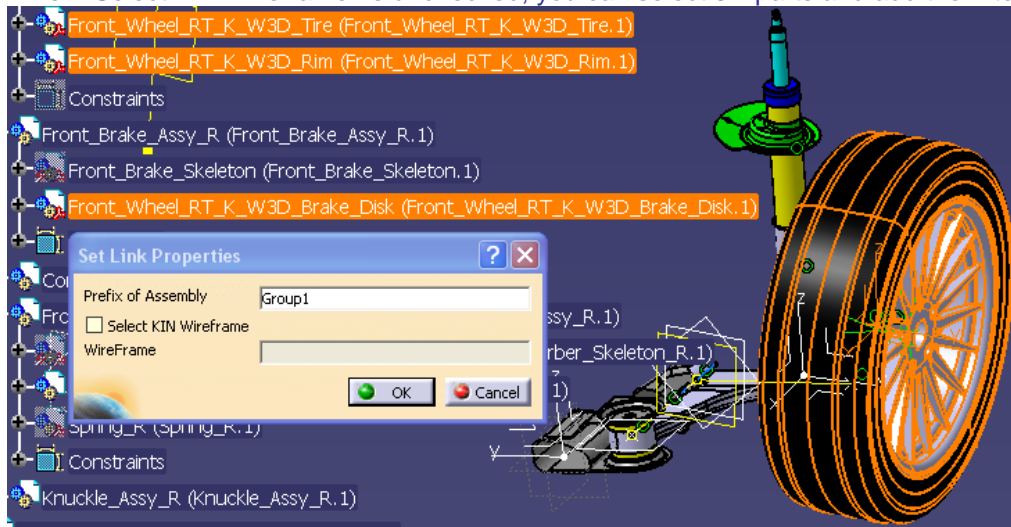 Front_Wheel_RT_K_W3D_Tire (Front_Wheel_RT_K_W3D_Tire.1)
Front_Wheel_RT_K_W3D_Rim (Front_Wheel_RT_K_W3D_Rim.1)
Constraints
Front_Brake_Assy_R (Front_Brake_Assy_R.1)
Front_Brake_Skeleton (Front_Brake_Skeleton.1)
Front_Wheel_RT_K_W3D_Brake_Disk (Front_Wheel_RT_K_W3D_Brake_Disk.1)
Set Link Properties
Prefix of Assembly Group1
Select KIN Wireframe
WireFrame
OK Cancel
ssy_R.1)
rber_Skeleton_R.1)
1)
Spring_R (Spring_R.1)
Constraints
Knuckle_Assy_R (Knuckle_Assy_R.1)
z
z
x
y